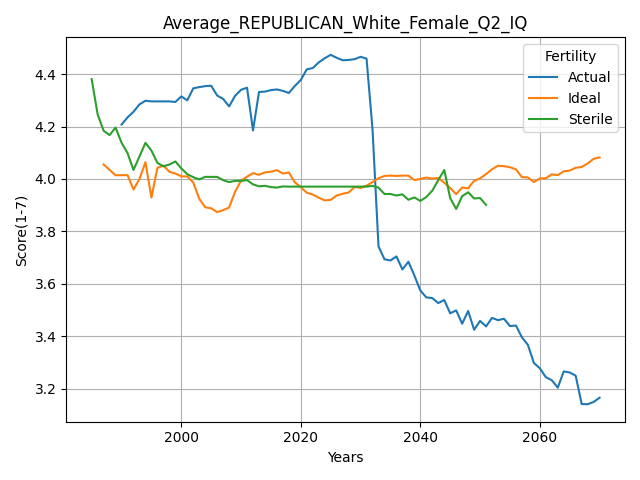 Average_REPUBLICAN_White_Female_Q2_IQ
Fertility
Actual
Ideal
Sterile
Score(1-7)
4.4
4.2
4.0
3.8
3.6
3.4
3.2
2000
2020
2040
2060
Years